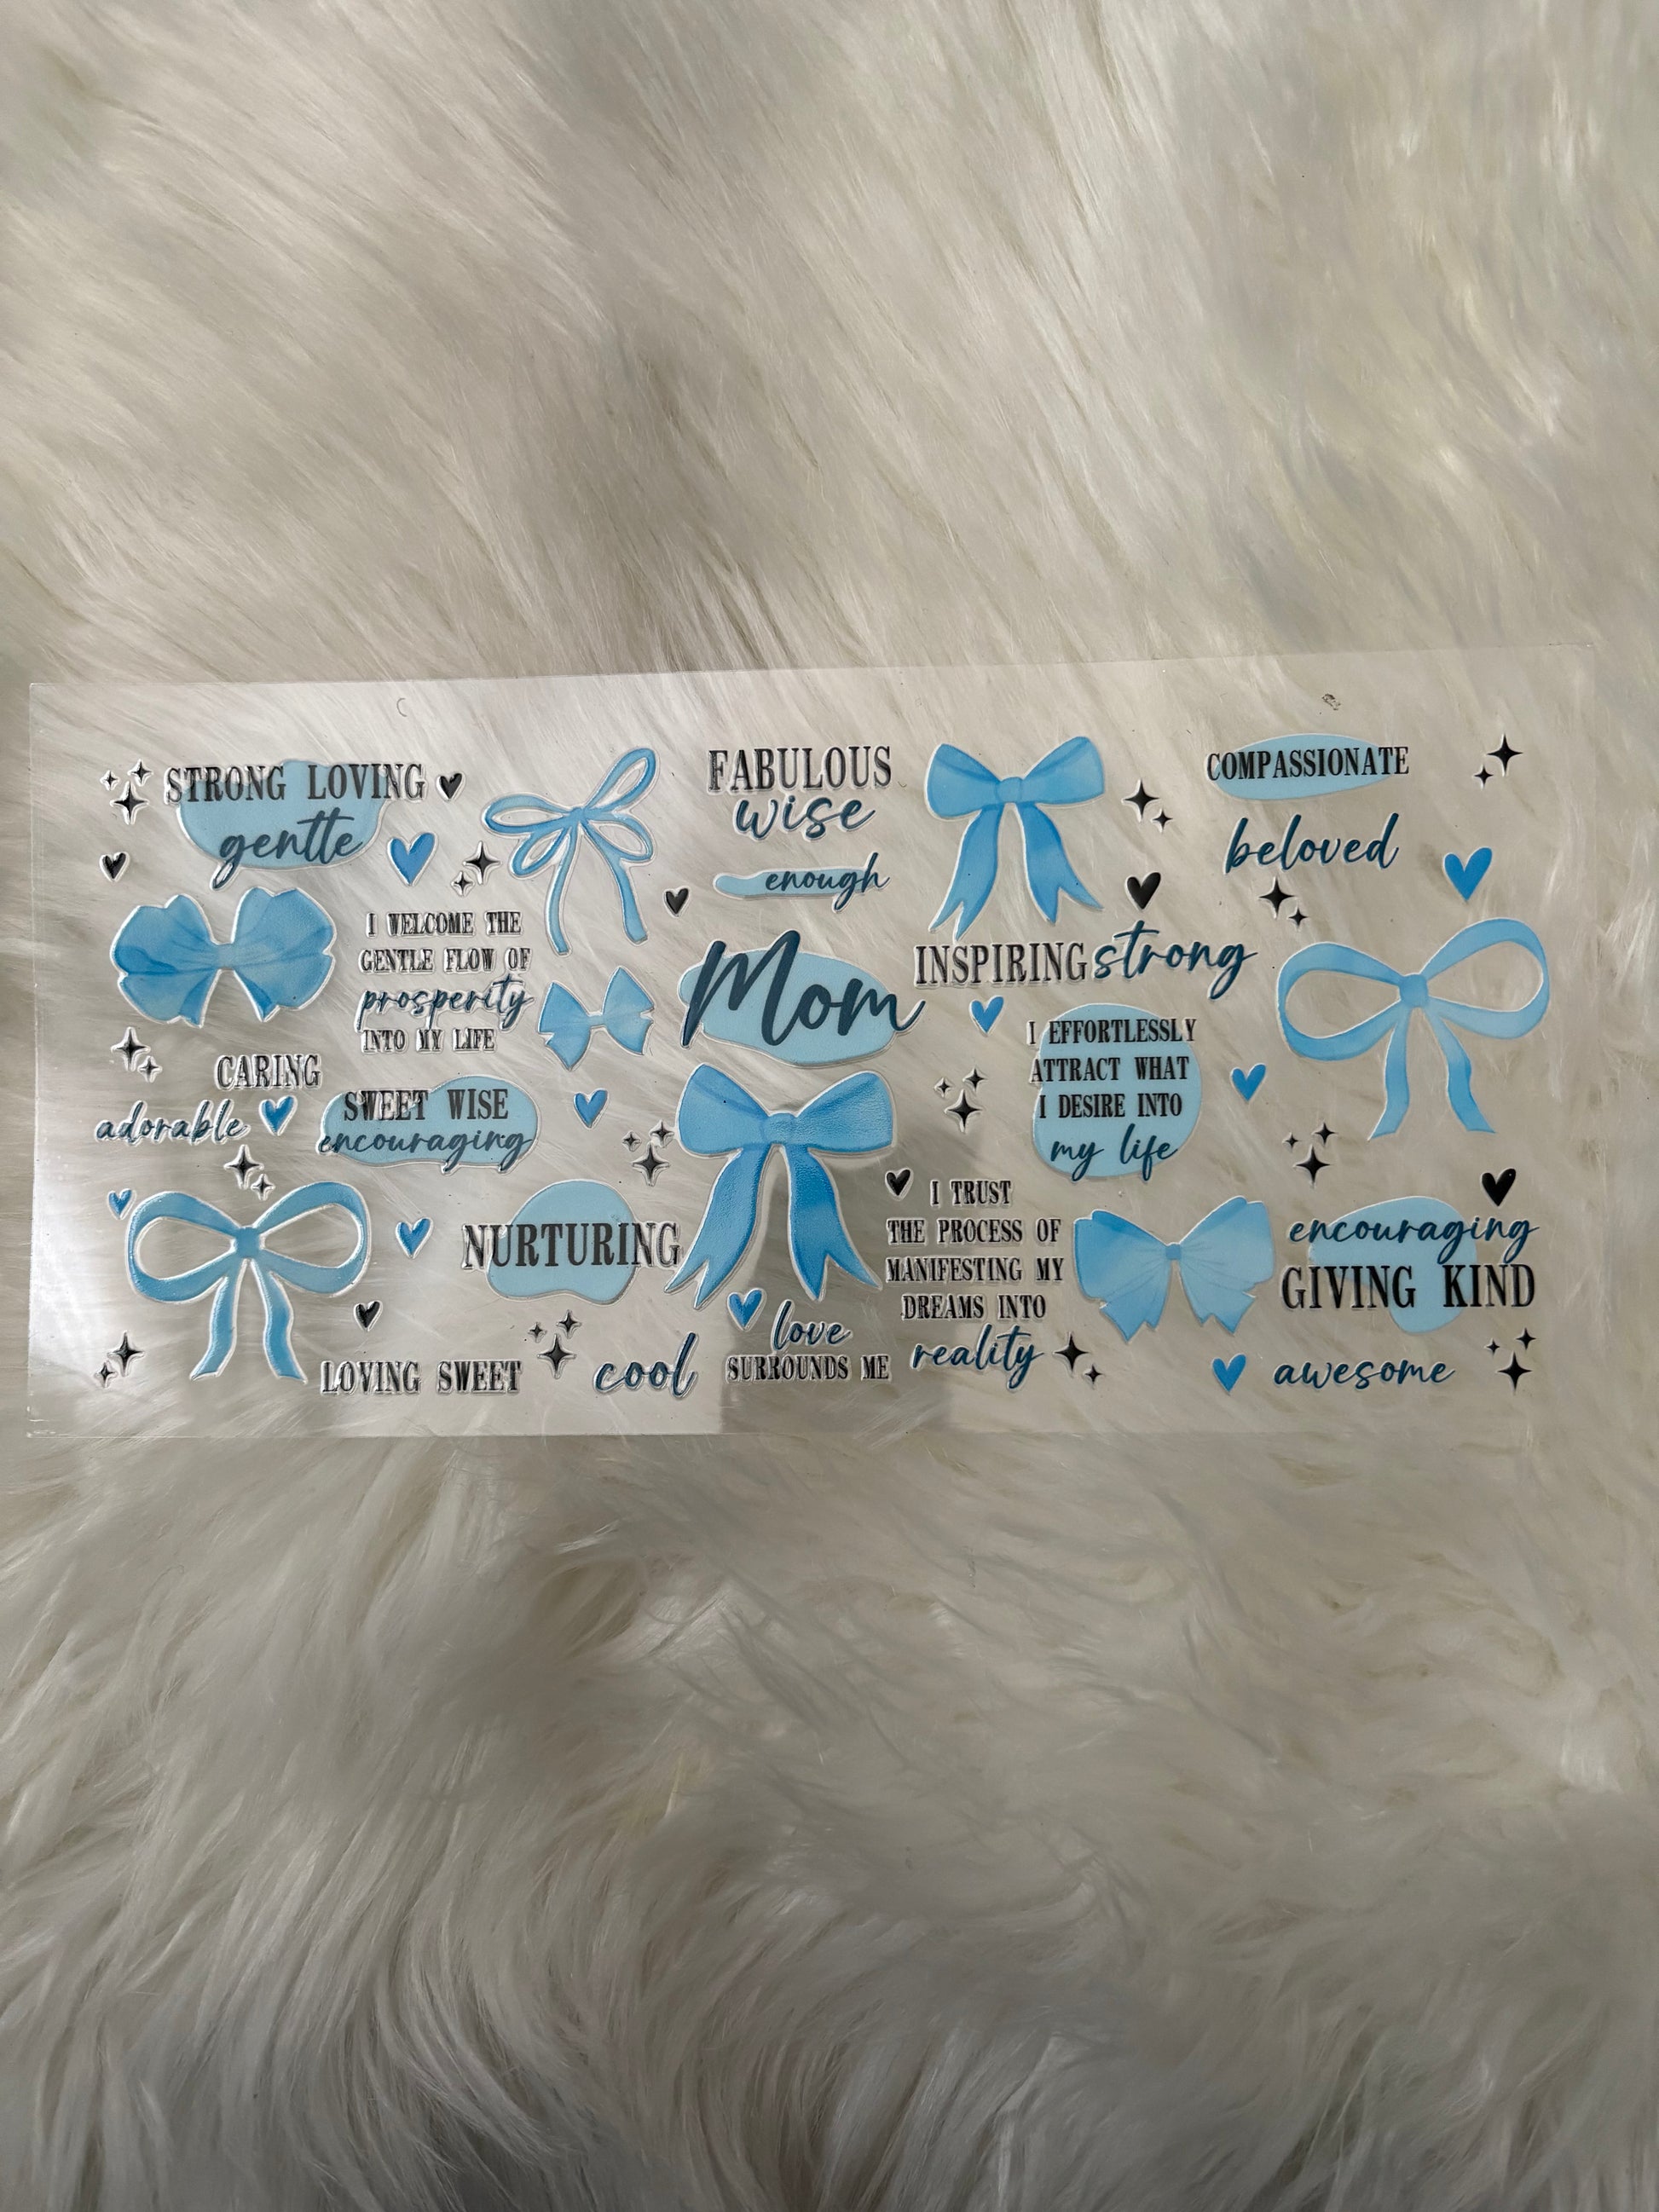 STRONG LOVING
gentle
I WELCOME THE
GENTLE FLOW OF
prosperity
INTO MY LIFE
CARING
adorable
SWEET WISE
encouraging
NURTURING
LOVING SWEET
cool
FABULOUS
wise
enough
Mom
love
SURROUNDS ME
INSPIRING strong
I EFFORTLESSLY
ATTRACT WHAT
I DESIRE INTO
my life
I TRUST
THE PROCESS OF
MANIFESTING MY
DREAMS INTO
reality
COMPASSIONATE
beloved
encouraging
GIVING KIND
awesome